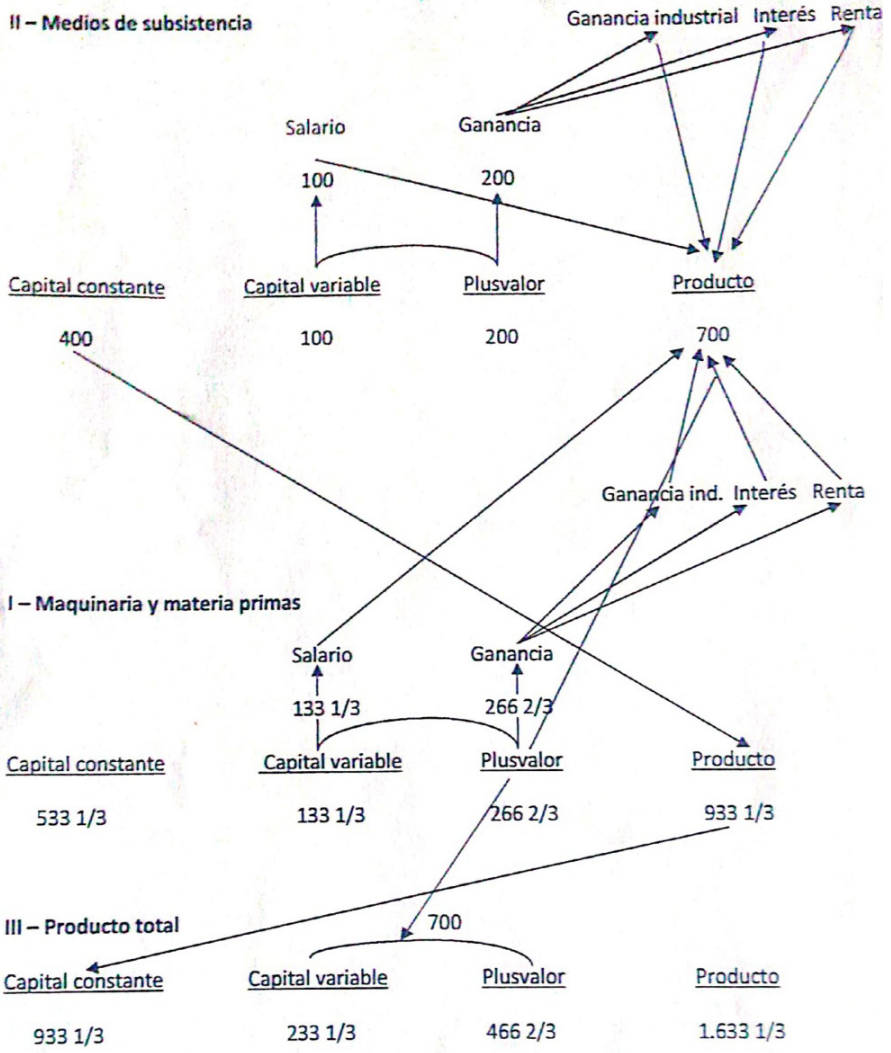 II – Medios de subsistencia
Ganancia industrial Interés Renta
Salario Ganancia
100 200
Capital constante Capital variable Plusvalor Producto
400 100 200 700
Ganancia ind. Interés Renta
I – Maquinaria y materia primas
Salario Ganancia
133 1/3 266 2/3
Capital constante Capital variable Plusvalor Producto
533 1/3 133 1/3 266 2/3 933 1/3
III – Producto total
700
Capital constante Capital variable Plusvalor Producto
933 1/3 233 1/3 466 2/3 1.633 1/3